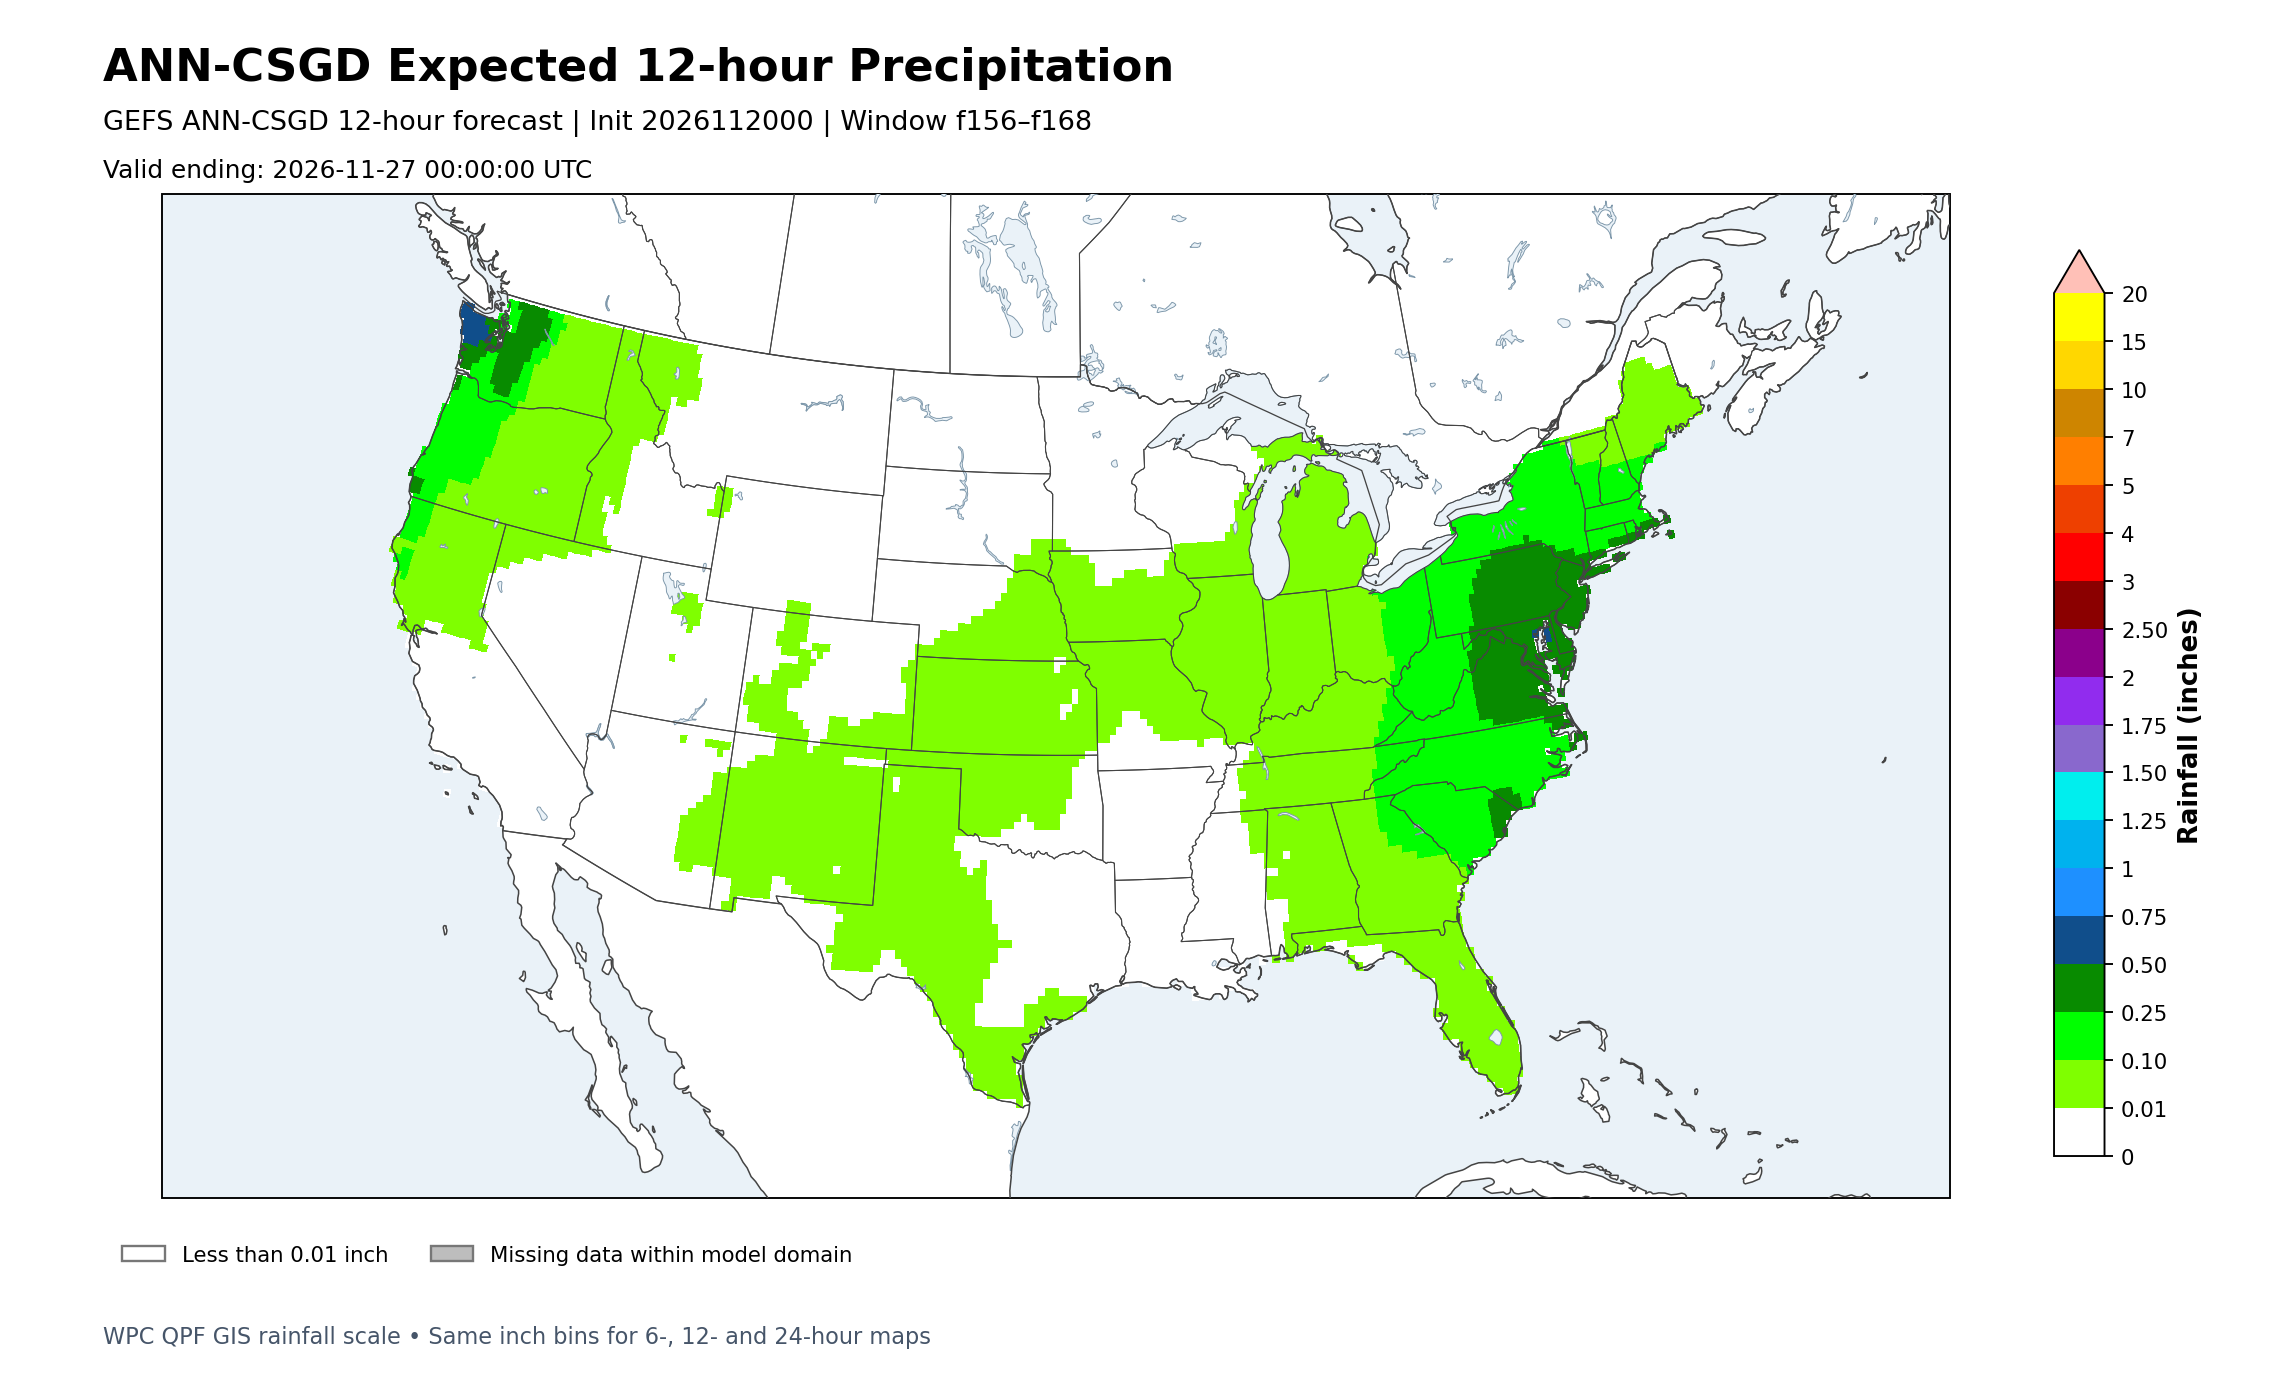 ANN-CSGD Expected 12-hour Precipitation
GEFS ANN-CSGD 12-hour forecast | Init 2026112000 | Window f156–f168
Valid ending: 2026-11-27 00:00:00 UTC
20
15
10
7
5
4
3
2.50
2
1.75
1.50
1.25
1
0.75
0.50
0.25
0.10
0.01
0
Rainfall (inches)
Less than 0.01 inch
Missing data within model domain
WPC QPF GIS rainfall scale • Same inch bins for 6-, 12- and 24-hour maps